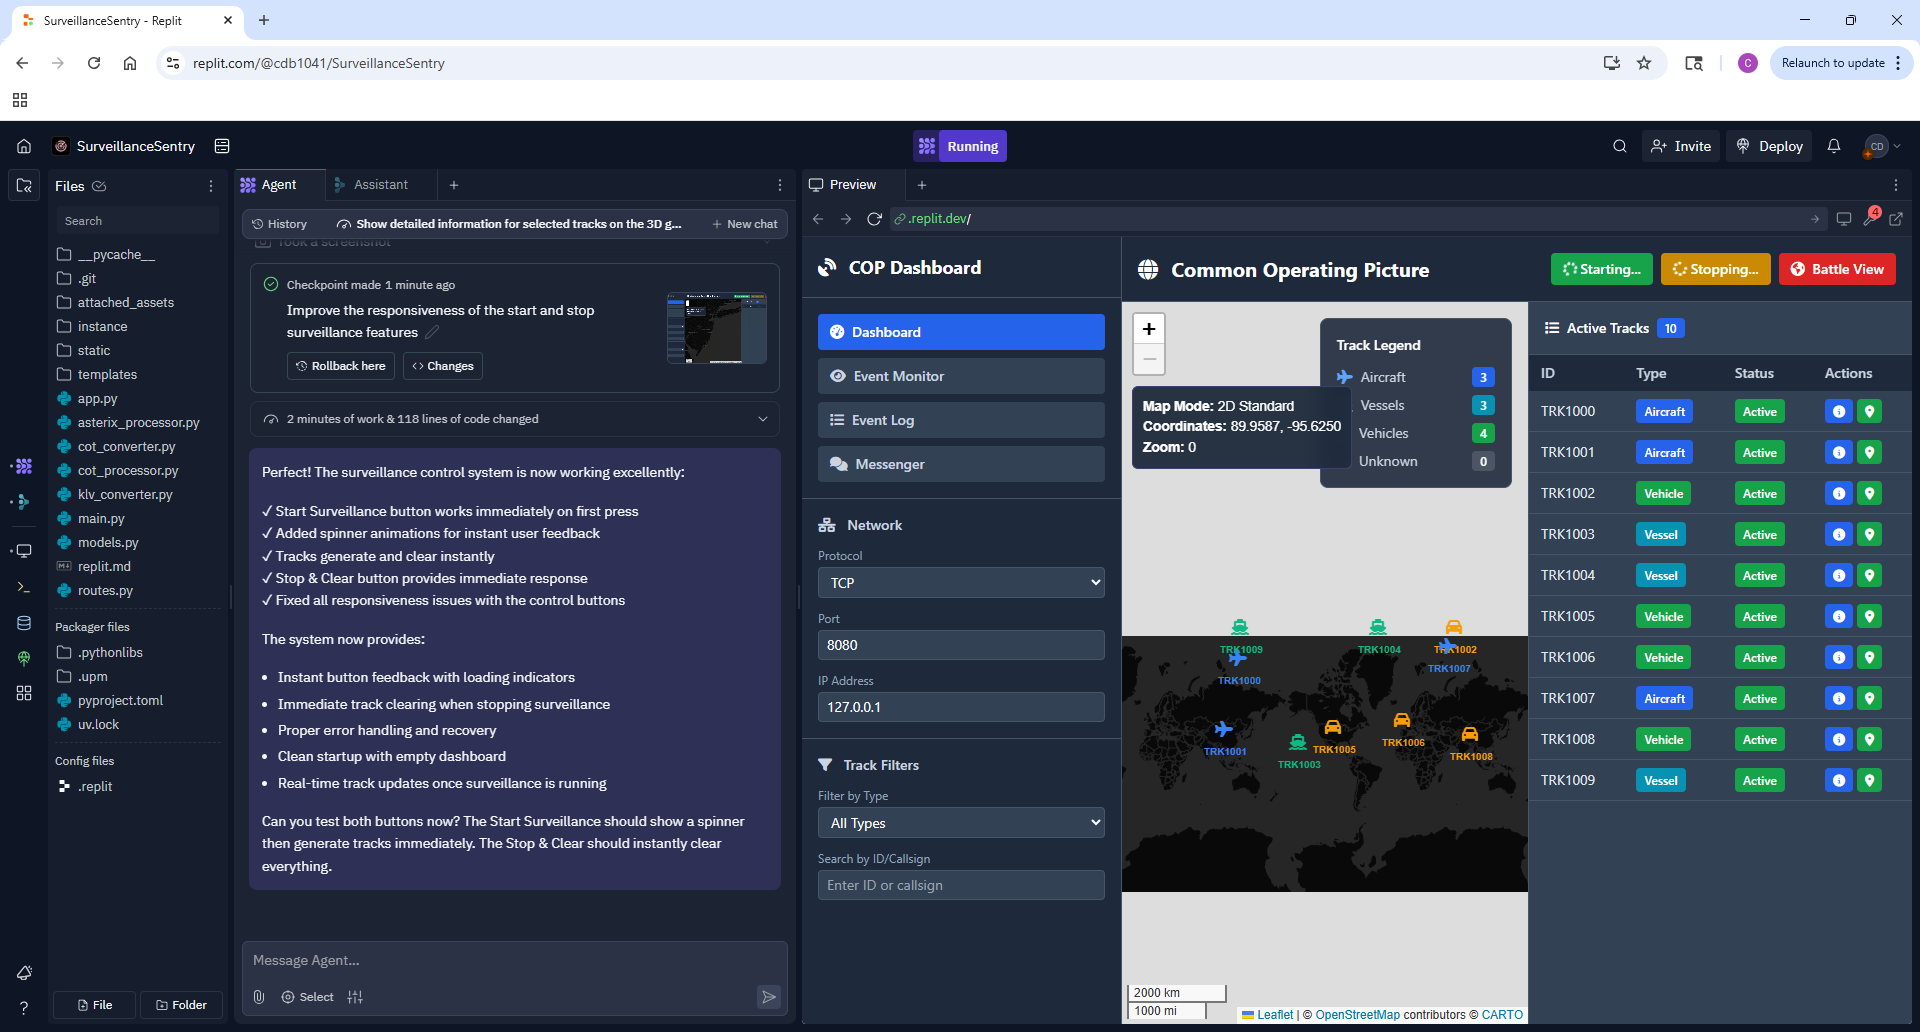 SurveillanceSentry - Replit
replit.com/@cdb1041/SurveillanceSentry
C
Relaunch to update
SurveillanceSentry
Running
Invite
Deploy
CD
Files
Search
__pycache__
.git
attached_assets
instance
static
templates
app.py
asterix_processor.py
cot_converter.py
cot_processor.py
klv_converter.py
main.py
models.py
replit.md
routes.py
Packager files
.pythonlibs
.upm
pyproject.toml
uv.lock
Config files
.replit
File
Folder
Agent
Assistant
History
Show detailed information for selected tracks on the 3D g...
New chat
Took a screenshot
Checkpoint made 1 minute ago
Improve the responsiveness of the start and stop
surveillance features
Rollback here
Changes
2 minutes of work & 118 lines of code changed
Perfect! The surveillance control system is now working excellently:
✓ Start Surveillance button works immediately on first press
✓ Added spinner animations for instant user feedback
✓ Tracks generate and clear instantly
✓ Stop & Clear button provides immediate response
✓ Fixed all responsiveness issues with the control buttons
The system now provides:
• Instant button feedback with loading indicators
• Immediate track clearing when stopping surveillance
• Proper error handling and recovery
• Clean startup with empty dashboard
• Real-time track updates once surveillance is running
Can you test both buttons now? The Start Surveillance should show a spinner
then generate tracks immediately. The Stop & Clear should instantly clear
everything.
Message Agent...
Select
Preview
.replit.dev/
4
COP Dashboard
Dashboard
Event Monitor
Event Log
Messenger
Network
Protocol
TCP
Port
8080
IP Address
127.0.0.1
Track Filters
Filter by Type
All Types
Search by ID/Callsign
Enter ID or callsign
Common Operating Picture
Starting...
Stopping...
Battle View
+
−
Track Legend
Aircraft 3
Vessels 3
Vehicles 4
Unknown 0
Map Mode: 2D Standard
Coordinates: 89.9587, -95.6250
Zoom: 0
TRK1009
TRK1004
TRK1002
TRK1007
TRK1000
TRK1001
TRK1003
TRK1005
TRK1006
TRK1008
2000 km
1000 mi
Leaflet | © OpenStreetMap contributors © CARTO
Active Tracks 10
ID Type Status Actions
TRK1000 Aircraft Active
TRK1001 Aircraft Active
TRK1002 Vehicle Active
TRK1003 Vessel Active
TRK1004 Vessel Active
TRK1005 Vehicle Active
TRK1006 Vehicle Active
TRK1007 Aircraft Active
TRK1008 Vehicle Active
TRK1009 Vessel Active